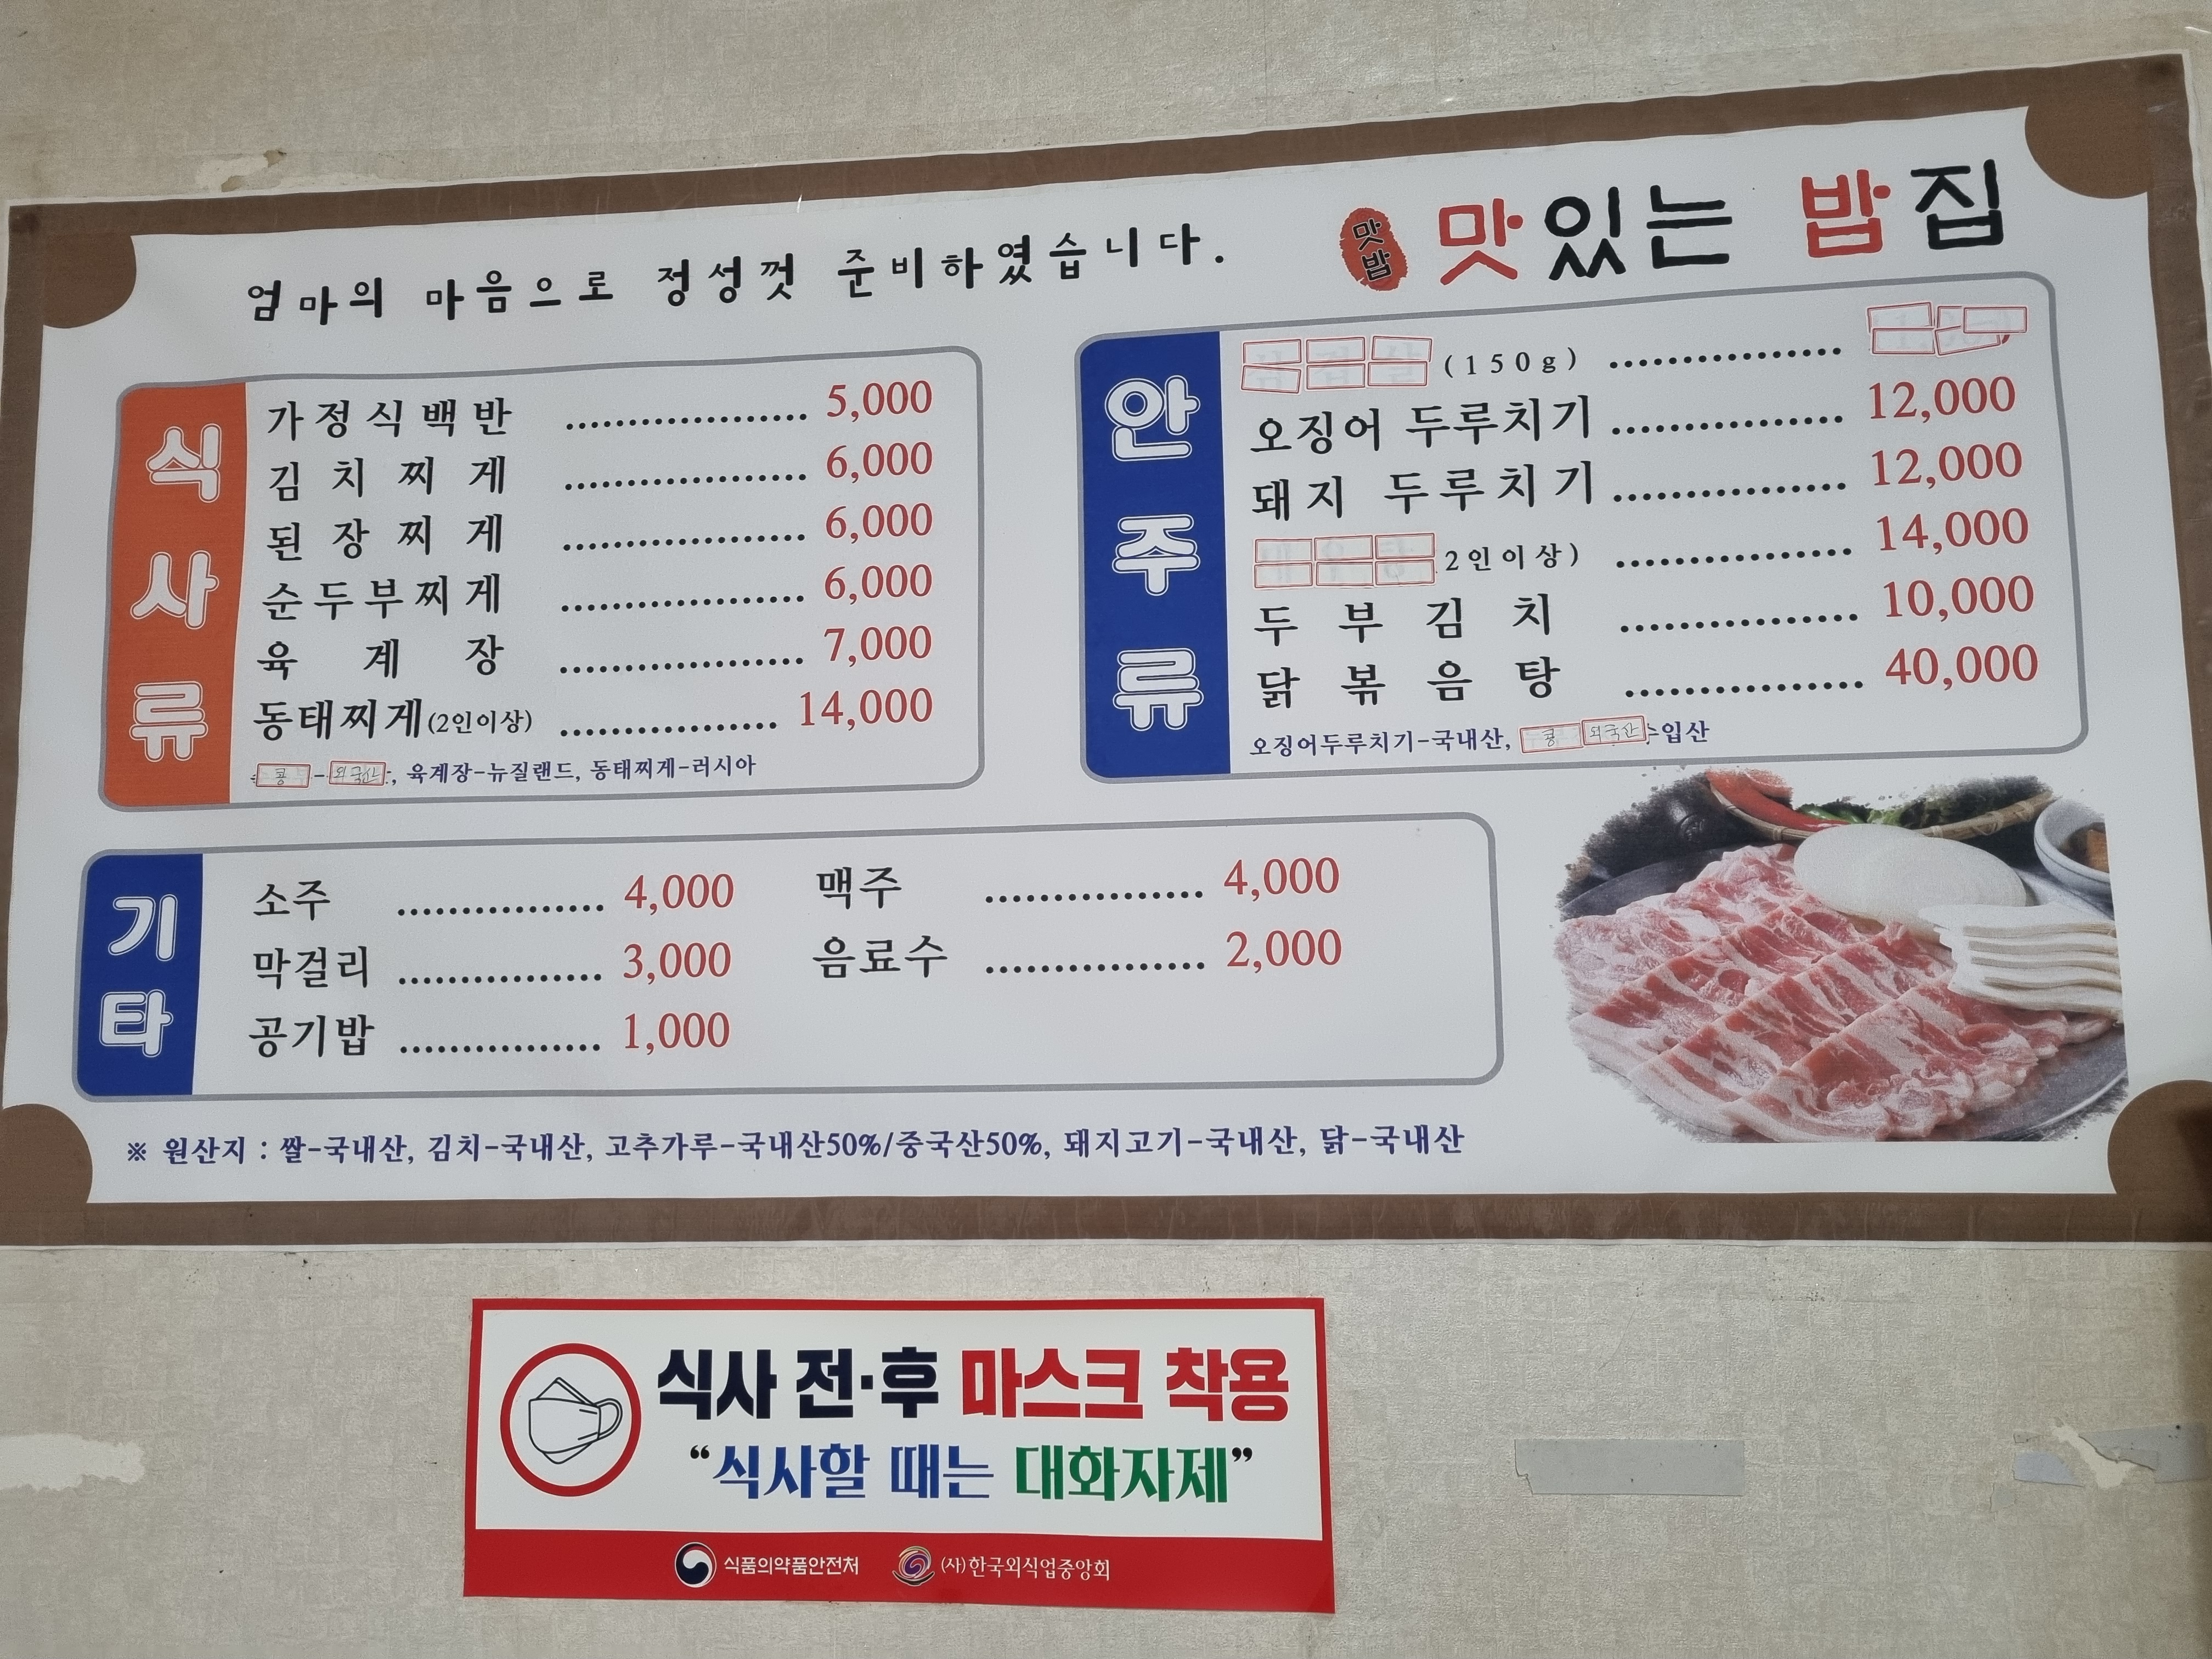 엄마의 마음으로 정성껏 준비하였습니다.
맛밥
맛있는 밥집
식사류
가정식백반 .................... 5,000
김치찌게 .................... 6,000
된장찌게 .................... 6,000
순두부찌게 .................... 6,000
육계장 .................... 7,000
동태찌게(2인이상) .................. 14,000
콩-외국산, 육계장-뉴질랜드, 동태찌게-러시아
안주류
(150g) .................
오징어 두루치기 ................. 12,000
돼지 두루치기 ................. 12,000
2인이상) ................. 14,000
두부김치 ................. 10,000
닭볶음탕 ................. 40,000
오징어두루치기-국내산, 콩 외국산 수입산
기타
소주 ................. 4,000
맥주 .................. 4,000
막걸리 ................. 3,000
음료수 .................. 2,000
공기밥 ................. 1,000
※ 원산지 : 쌀-국내산, 김치-국내산, 고추가루-국내산50%/중국산50%, 돼지고기-국내산, 닭-국내산
식사 전·후 마스크 착용
“식사할 때는 대화자제”
식품의약품안전처
(사)한국외식업중앙회